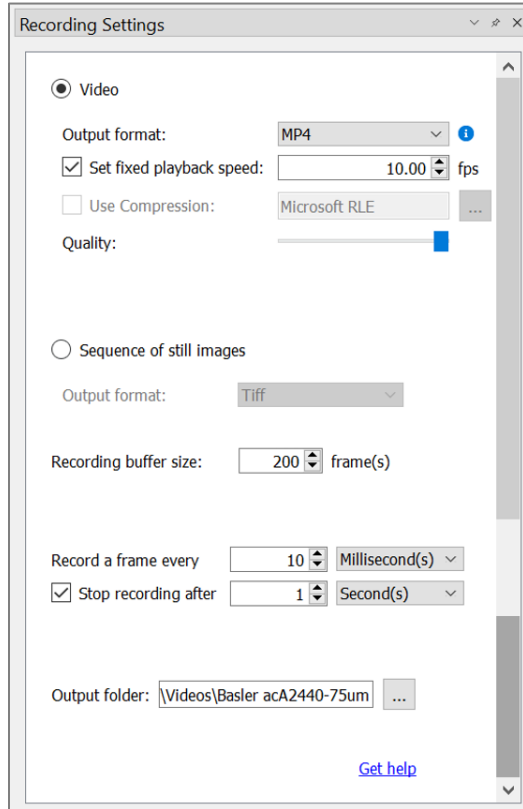 Recording Settings
Video
Output format: MP4
Set fixed playback speed: 10.00 fps
Use Compression: Microsoft RLE ...
Quality:
Sequence of still images
Output format: Tiff
Recording buffer size: 200 frame(s)
Record a frame every 10 Millisecond(s)
Stop recording after 1 Second(s)
Output folder: \Videos\Basler acA2440-75um ...
Get help